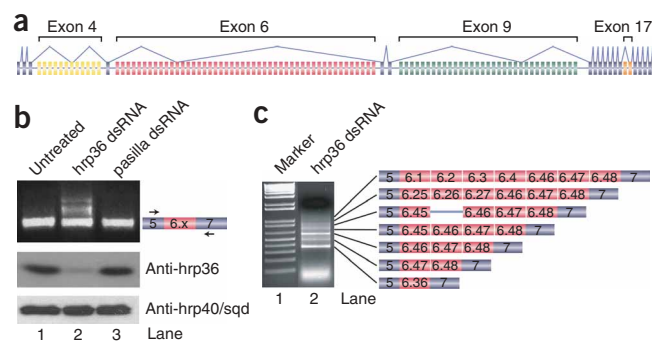 a
Exon 4 Exon 6 Exon 9 Exon 17
b
Untreated
hrp36 dsRNA
pasilla dsRNA
5 6.x 7
Anti-hrp36
Anti-hrp40/sqd
1 2 3 Lane
c
Marker
hrp36 dsRNA
5 6.1 6.2 6.3 6.4 6.46 6.47 6.48 7
5 6.25 6.26 6.27 6.46 6.47 6.48 7
5 6.45 6.46 6.47 6.48 7
5 6.45 6.46 6.47 6.48 7
5 6.46 6.47 6.48 7
5 6.47 6.48 7
5 6.36 7
1 2 Lane